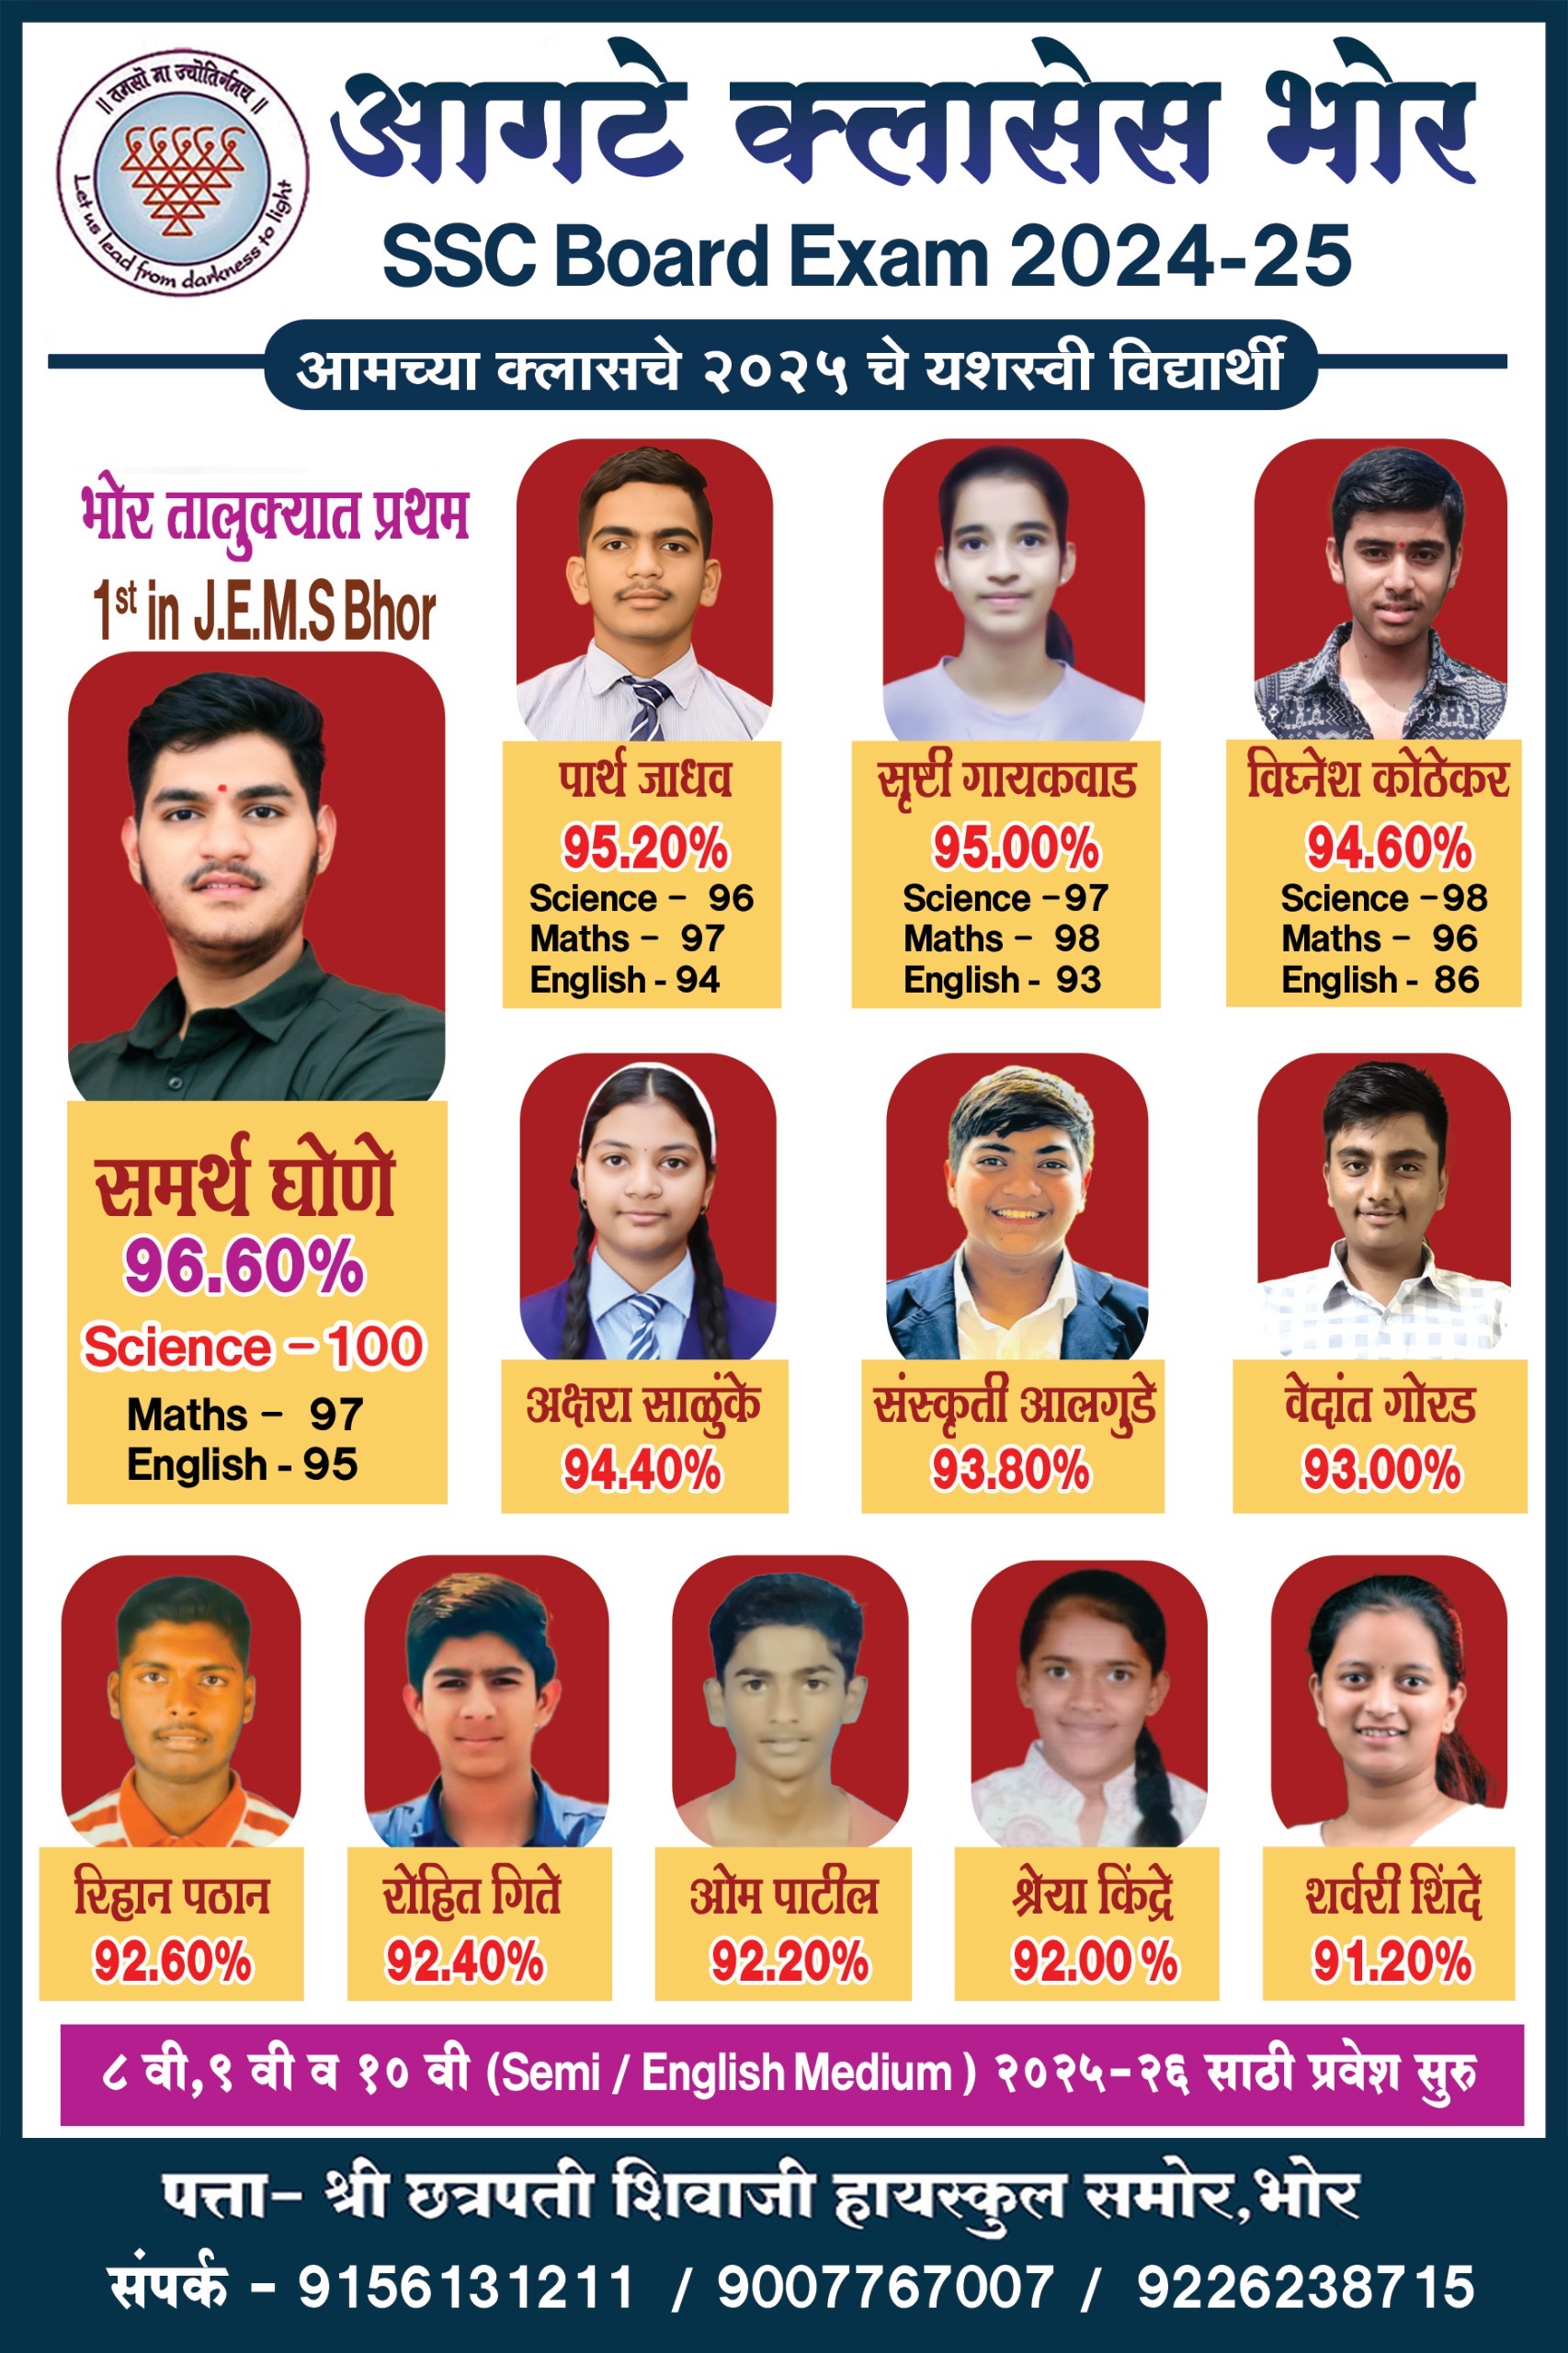 || तमसो मा ज्योतिर्गमय ||
Let us lead from darkness to light
आगटे क्लासेस भोर
SSC Board Exam 2024-25
आमच्या क्लासचे २०२५ चे यशस्वी विद्यार्थी
भोर तालुक्यात प्रथम
1st in J.E.M.S Bhor
समर्थ घोणे
96.60%
Science – 100
Maths – 97
English - 95
पार्थ जाधव
95.20%
Science – 96
Maths – 97
English - 94
सृष्टी गायकवाड
95.00%
Science – 97
Maths – 98
English - 93
विघ्नेश कोठेकर
94.60%
Science – 98
Maths – 96
English - 86
अक्षरा साळुंके
94.40%
संस्कृती आलगुडे
93.80%
वेदांत गोरड
93.00%
रिहान पठान
92.60%
रोहित गिते
92.40%
ओम पाटील
92.20%
श्रेया किंद्रे
92.00 %
शर्वरी शिंदे
91.20%
८ वी,९ वी व १० वी (Semi / English Medium ) २०२५-२६ साठी प्रवेश सुरु
पत्ता- श्री छत्रपती शिवाजी हायस्कुल समोर,भोर
संपर्क - 9156131211 / 9007767007 / 9226238715